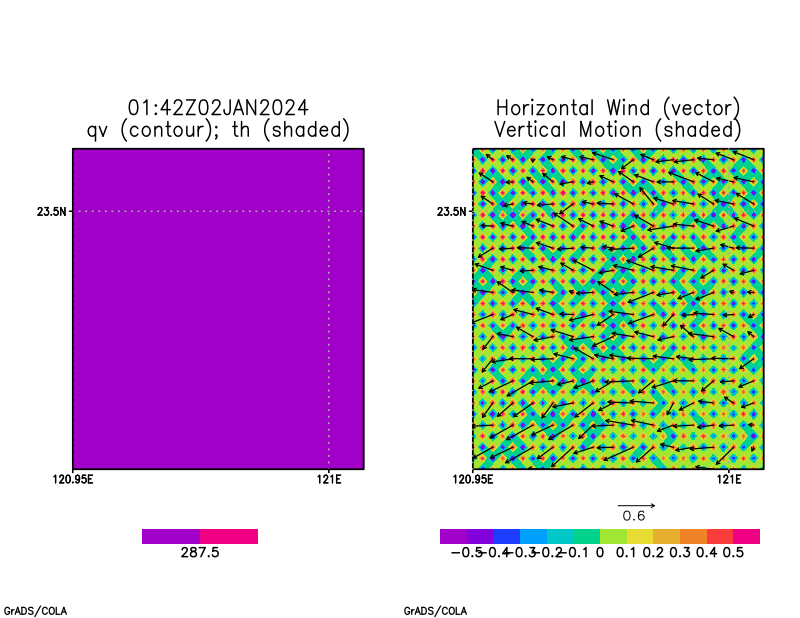 01:42Z02JAN2024
qv (contour); th (shaded)
23.5N
120.95E
121E
287.5
GrADS/COLA
Horizontal Wind (vector)
Vertical Motion (shaded)
23.5N
120.95E
121E
0.6
-0.5 -0.4 -0.3 -0.2 -0.1 0 0.1 0.2 0.3 0.4 0.5
GrADS/COLA